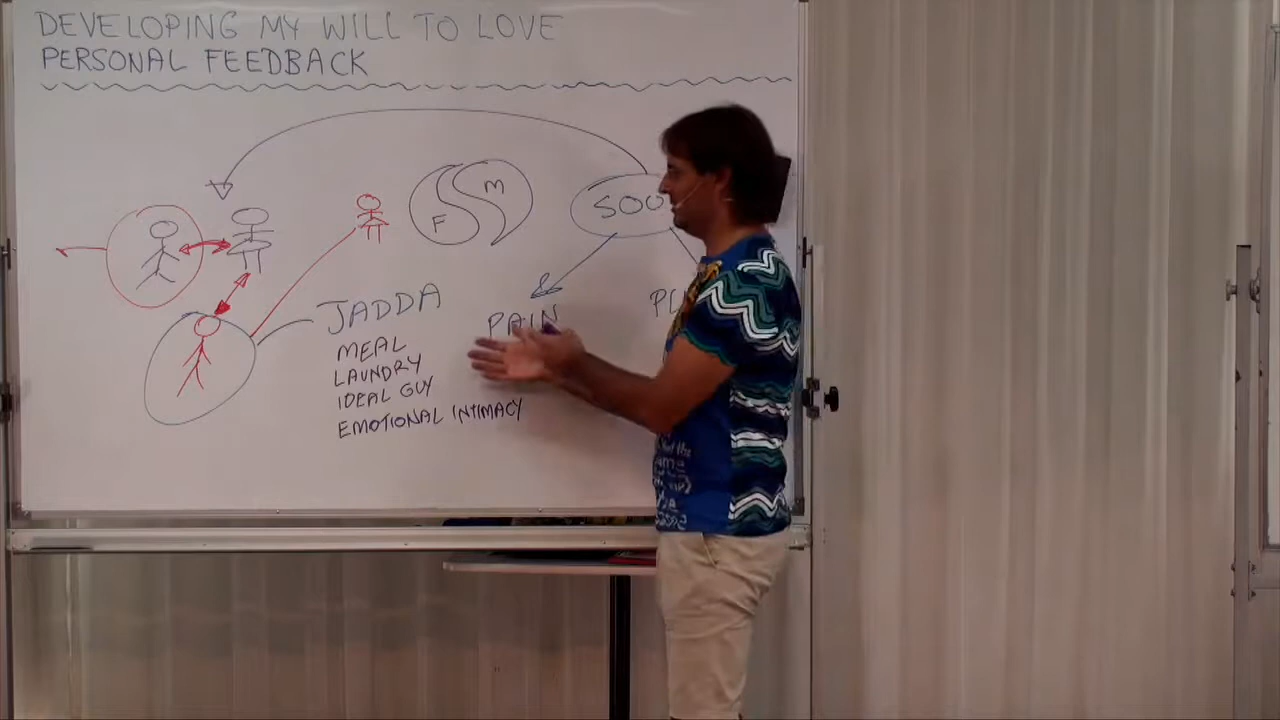 DEVELOPING MY WILL TO LOVE
PERSONAL FEEDBACK
F
M
JADDA
PAIN
MEAL
LAUNDRY
IDEAL GUY
EMOTIONAL INTIMACY